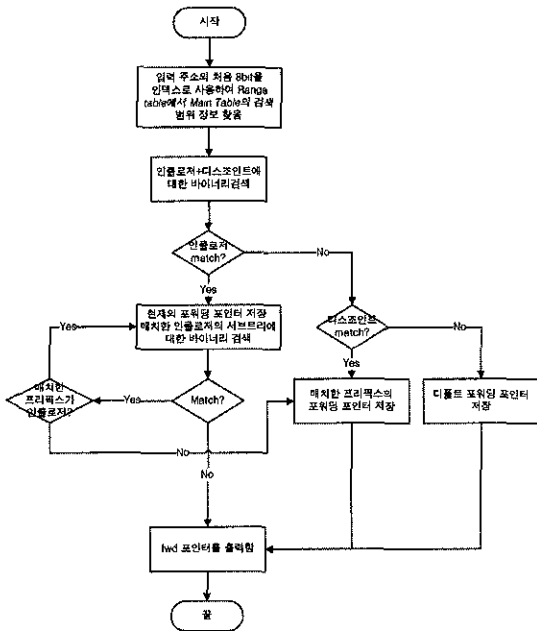 시작
입력 주소의 처음 8bit을
인덱스로 사용하여 Range
table에서 Main Table의 검색
범위 정보 찾음
인클로저+디스조인트에
대한 바이너리검색
인클로저
match?
No
Yes
현재의 포워딩 포인터 저장
매치한 인클로저의 서브트리에
대한 바이너리 검색
디스조인트
match?
No
Yes
Yes
매치한
프리픽스가
인클로저?
Yes
Match?
매치한 프리픽스의
포워딩 포인터 저장
디폴트 포워딩 포인터
저장
No
No
fwd 포인터를 출력함
끝